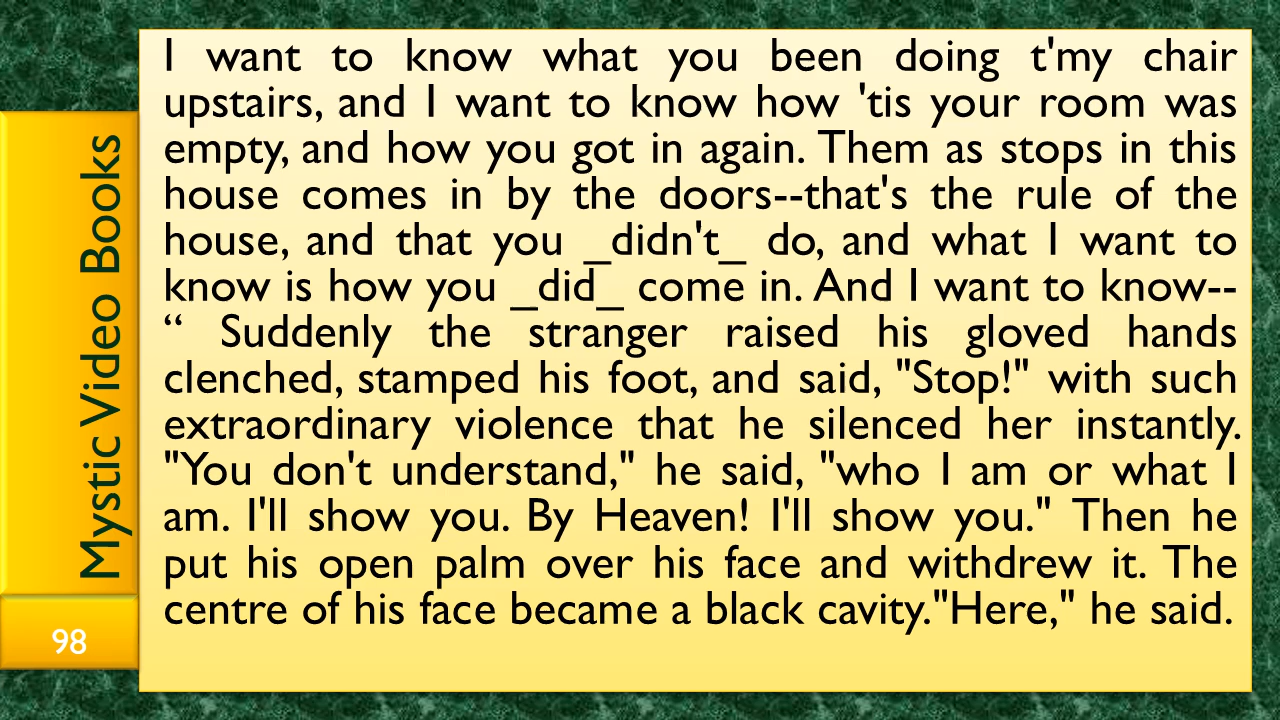 I want to know what you been doing t'my chair
upstairs, and I want to know how 'tis your room was
empty, and how you got in again. Them as stops in this
house comes in by the doors--that's the rule of the
house, and that you _didn't_ do, and what I want to
know is how you _did_ come in. And I want to know--
“ Suddenly the stranger raised his gloved hands
clenched, stamped his foot, and said, "Stop!" with such
extraordinary violence that he silenced her instantly.
"You don't understand," he said, "who I am or what I
am. I'll show you. By Heaven! I'll show you." Then he
put his open palm over his face and withdrew it. The
centre of his face became a black cavity."Here," he said.
Mystic Video Books
98